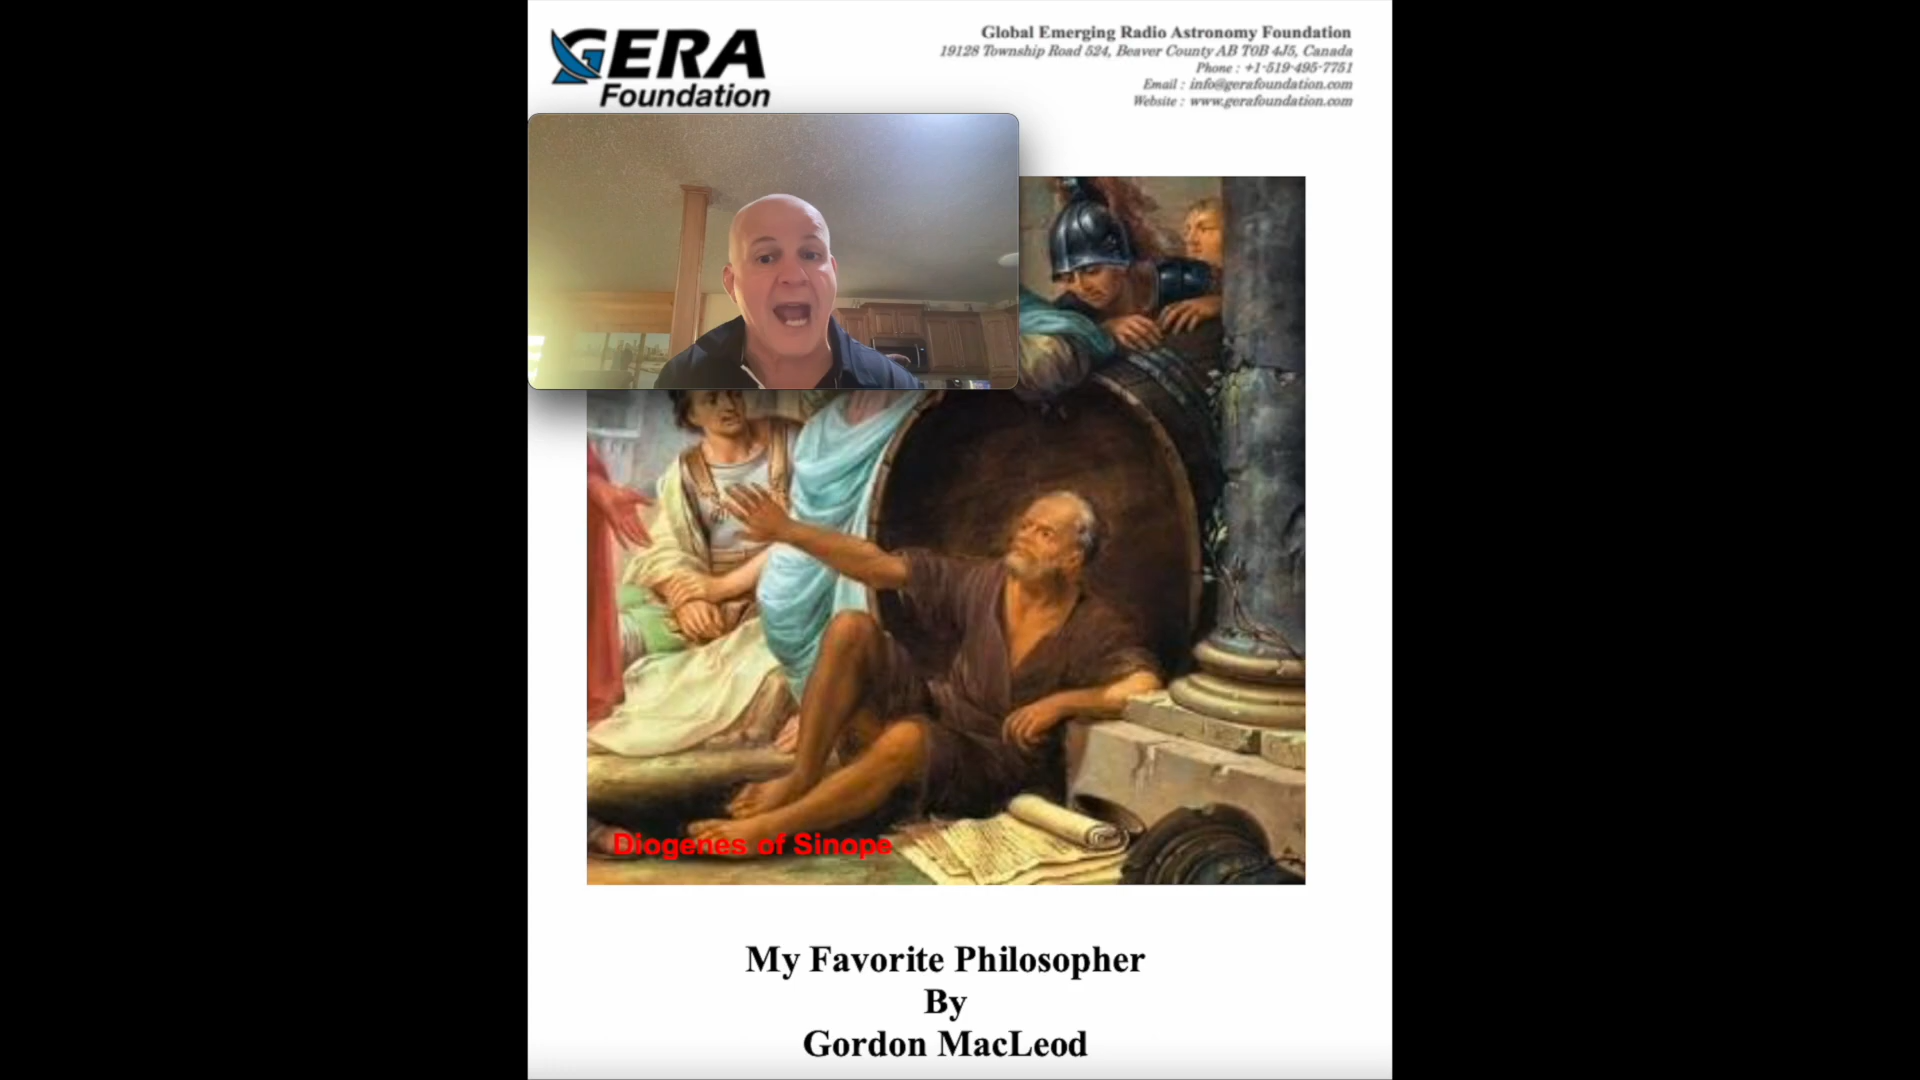 GERA
Foundation
Global Emerging Radio Astronomy Foundation
19128 Township Road 524, Beaver County AB T0B 4J5, Canada
Phone : +1-519-495-7751
Email : info@gerafoundation.com
Website : www.gerafoundation.com
Diogenes of Sinope
My Favorite Philosopher
By
Gordon MacLeod